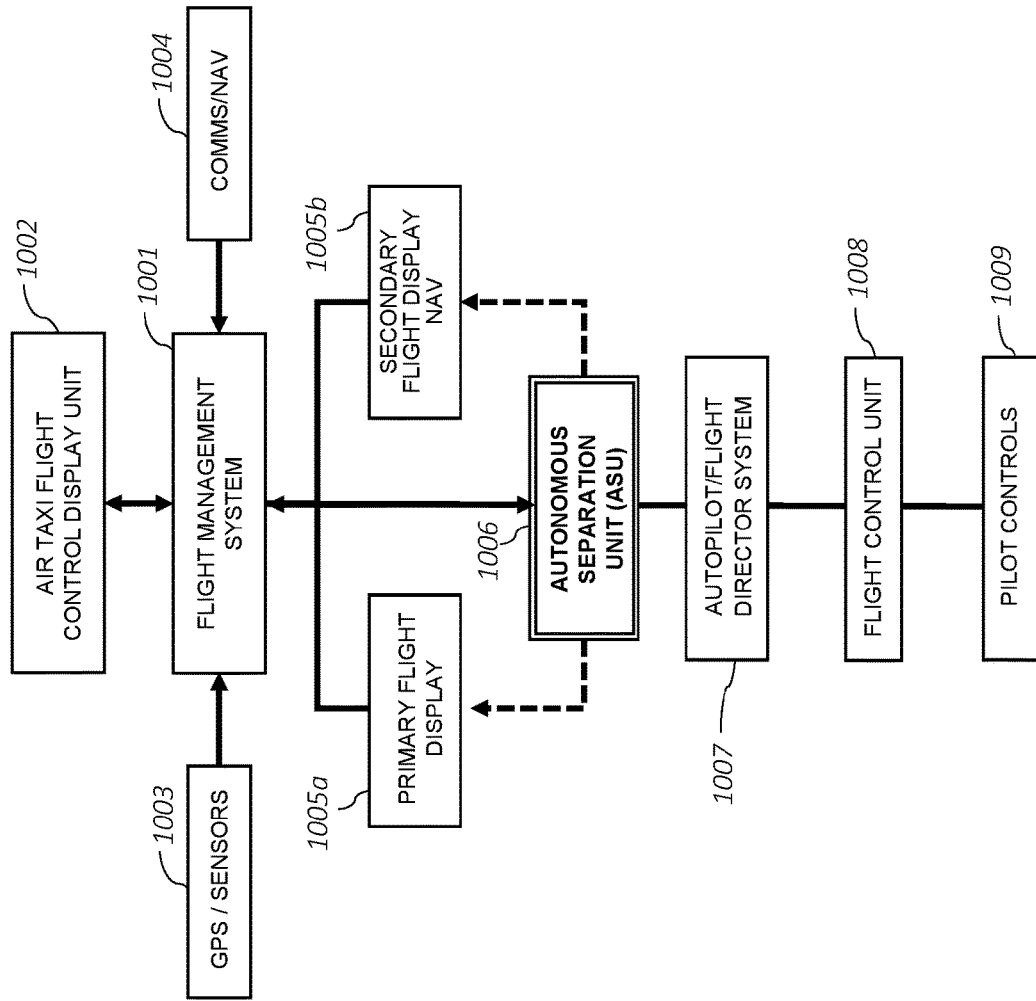 1002
AIR TAXI FLIGHT
CONTROL DISPLAY UNIT
1003
GPS / SENSORS
1001
FLIGHT MANAGEMENT
SYSTEM
1004
COMMS/NAV
1005a
PRIMARY FLIGHT
DISPLAY
1005b
SECONDARY
FLIGHT DISPLAY
NAV
1006
AUTONOMOUS
SEPARATION
UNIT (ASU)
1007
AUTOPILOT/FLIGHT
DIRECTOR SYSTEM
1008
FLIGHT CONTROL UNIT
1009
PILOT CONTROLS